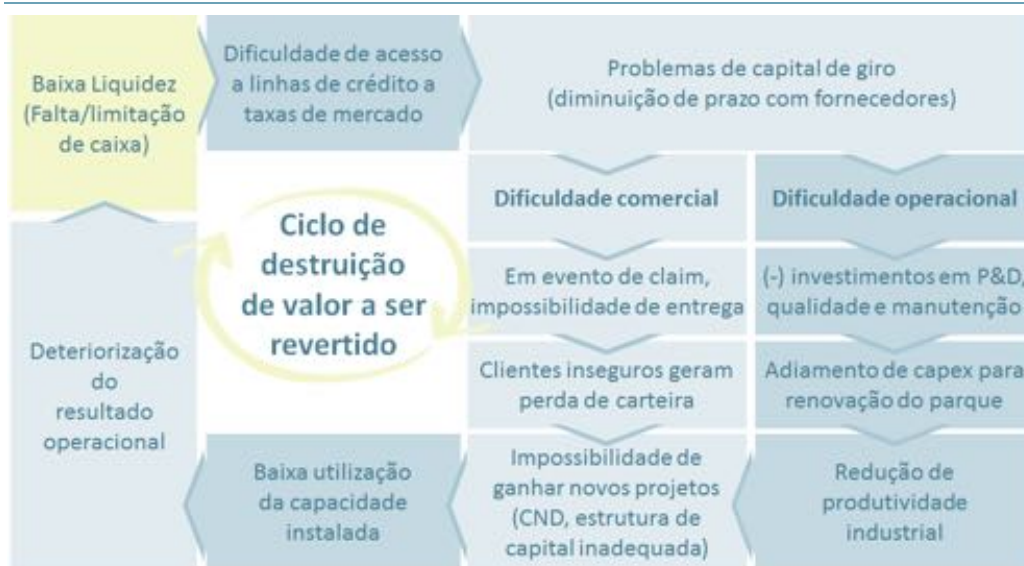 Baixa Liquidez
(Falta/limitação
de caixa)
Dificuldade de acesso
a linhas de crédito a
taxas de mercado
Problemas de capital de giro
(diminuição de prazo com fornecedores)
Dificuldade comercial
Dificuldade operacional
Em evento de claim,
impossibilidade de entrega
(-) investimentos em P&D,
qualidade e manutenção
Clientes inseguros geram
perda de carteira
Adiamento de capex para
renovação do parque
Impossibilidade de
ganhar novos projetos
(CND, estrutura de
capital inadequada)
Redução de
produtividade
industrial
Baixa utilização
da capacidade
instalada
Deteriorização
do
resultado
operacional
Ciclo de
destruição
de valor a ser
revertido